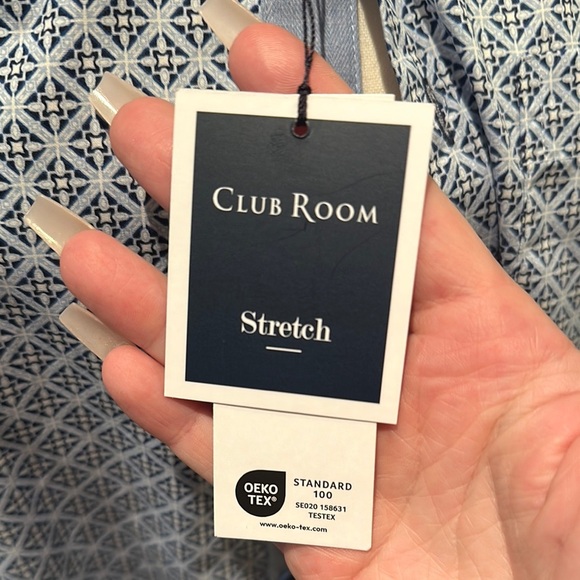 CLUB ROOM
Stretch
OEKO
TEX®
STANDARD
100
SE020 158631
TESTEX
www.oeko-tex.com